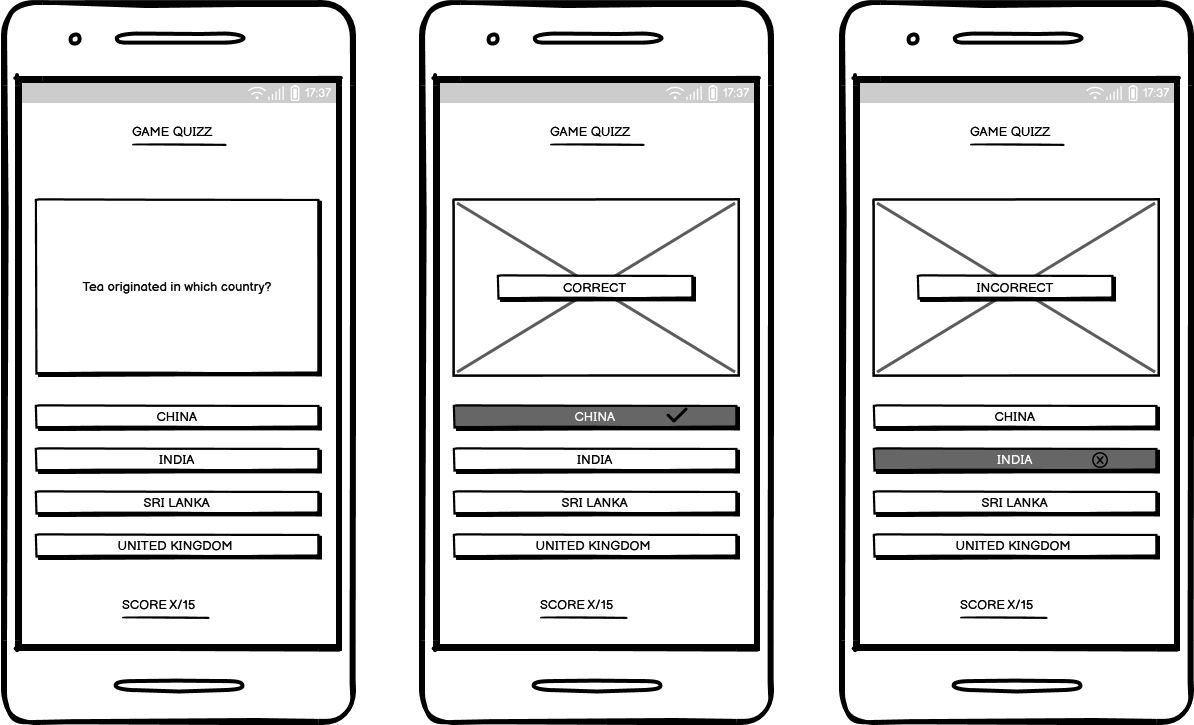 17:37
GAME QUIZZ
Tea originated in which country?
CHINA
INDIA
SRI LANKA
UNITED KINGDOM
SCORE X/15
17:37
GAME QUIZZ
CORRECT
CHINA
INDIA
SRI LANKA
UNITED KINGDOM
SCORE X/15
17:37
GAME QUIZZ
INCORRECT
CHINA
INDIA
SRI LANKA
UNITED KINGDOM
SCORE X/15